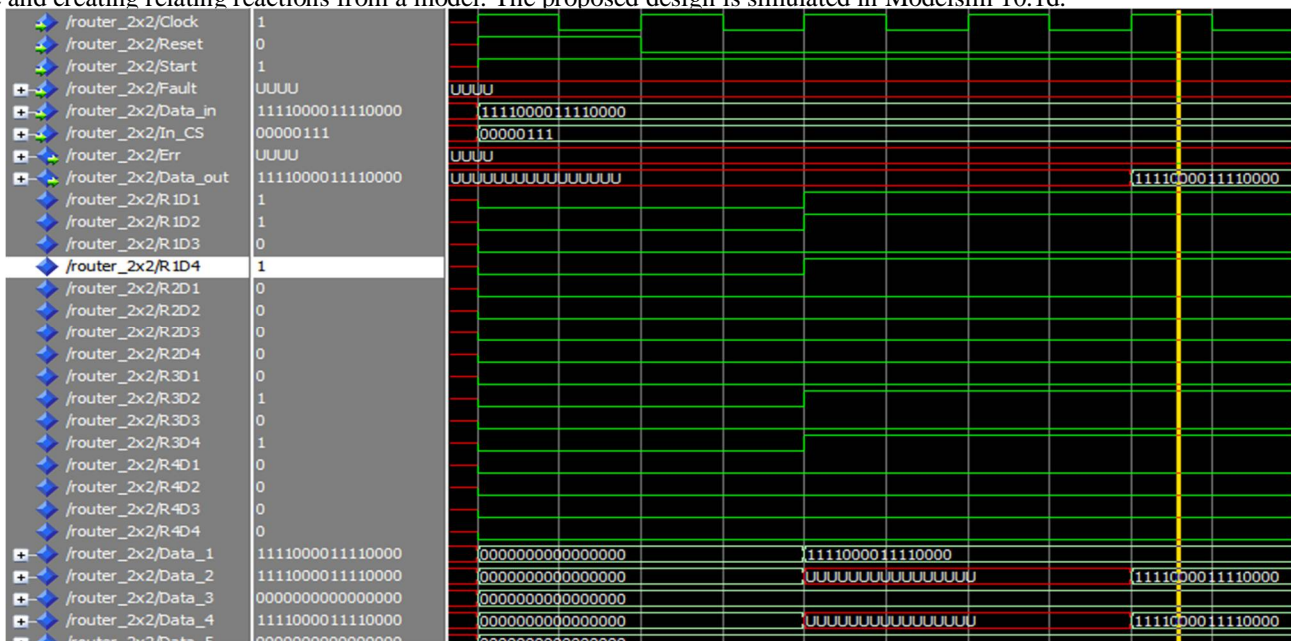 and creating relating reactions from a model. The proposed design is simulated in Modelsim 10.1d.
/router_2x2/Clock 1
/router_2x2/Reset 0
/router_2x2/Start 1
/router_2x2/Fault UUUU UUUU
/router_2x2/Data_in 1111000011110000 1111000011110000
/router_2x2/In_CS 00000111 00000111
/router_2x2/Err UUUU UUUU
/router_2x2/Data_out 1111000011110000 UUUUUUUUUUUUUUUU 1111000011110000
/router_2x2/R1D1 1
/router_2x2/R1D2 1
/router_2x2/R1D3 0
/router_2x2/R1D4 1
/router_2x2/R2D1 0
/router_2x2/R2D2 0
/router_2x2/R2D3 0
/router_2x2/R2D4 0
/router_2x2/R3D1 0
/router_2x2/R3D2 1
/router_2x2/R3D3 0
/router_2x2/R3D4 1
/router_2x2/R4D1 0
/router_2x2/R4D2 0
/router_2x2/R4D3 0
/router_2x2/R4D4 0
/router_2x2/Data_1 1111000011110000 0000000000000000 1111000011110000
/router_2x2/Data_2 1111000011110000 0000000000000000 UUUUUUUUUUUUUUUU 1111000011110000
/router_2x2/Data_3 0000000000000000 0000000000000000
/router_2x2/Data_4 1111000011110000 0000000000000000 UUUUUUUUUUUUUUUU 1111000011110000